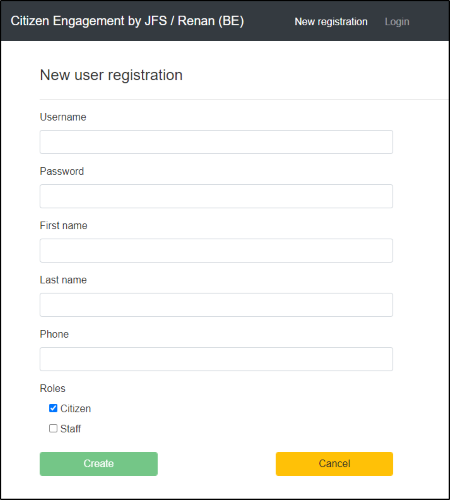 Citizen Engagement by JFS / Renan (BE) New registration Login
New user registration
Username
Password
First name
Last name
Phone
Roles
Citizen
Staff
Create Cancel